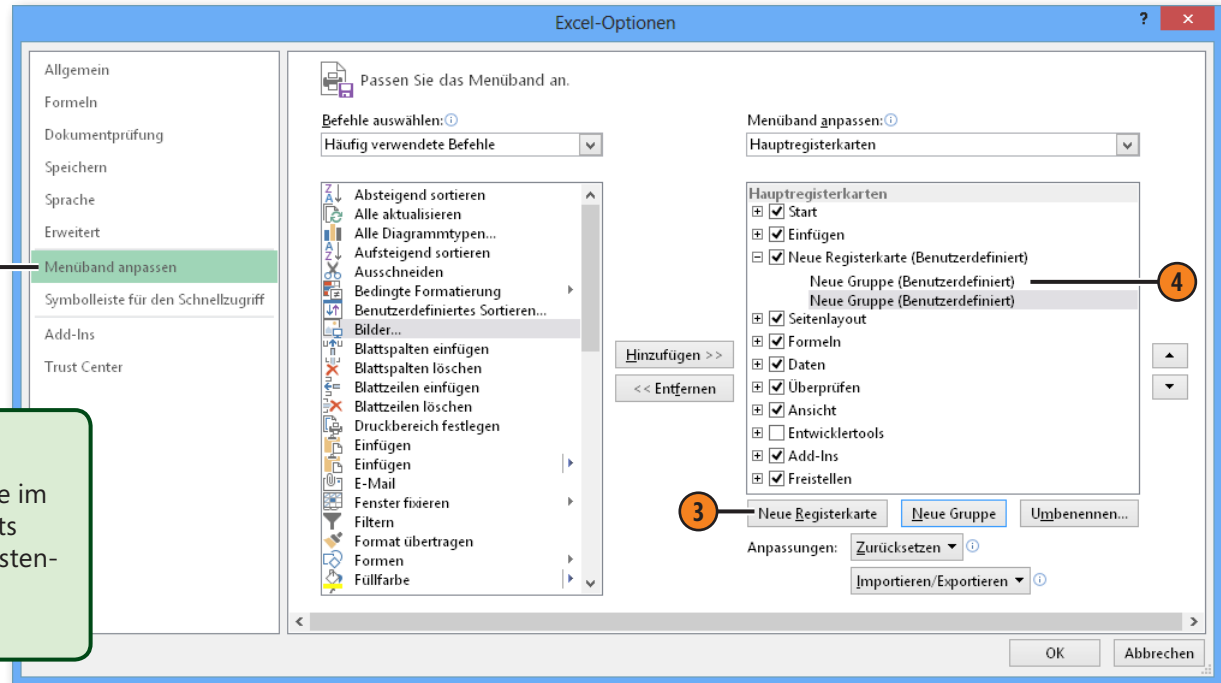 Excel-Optionen
?
Allgemein
Formeln
Dokumentprüfung
Speichern
Sprache
Erweitert
Menüband anpassen
Symbolleiste für den Schnellzugriff
Add-Ins
Trust Center
e im
ts
sten-
Passen Sie das Menüband an.
Befehle auswählen:
Häufig verwendete Befehle
Absteigend sortieren
Alle aktualisieren
Alle Diagrammtypen...
Aufsteigend sortieren
Ausschneiden
Bedingte Formatierung
Benutzerdefiniertes Sortieren...
Bilder...
Blattspalten einfügen
Blattspalten löschen
Blattzeilen einfügen
Blattzeilen löschen
Druckbereich festlegen
Einfügen
Einfügen
E-Mail
Fenster fixieren
Filtern
Format übertragen
Formen
Füllfarbe
Hinzufügen >>
<< Entfernen
Menüband anpassen:
Hauptregisterkarten
Hauptregisterkarten
Start
Einfügen
Neue Registerkarte (Benutzerdefiniert)
Neue Gruppe (Benutzerdefiniert)
4
Neue Gruppe (Benutzerdefiniert)
Seitenlayout
Formeln
Daten
Überprüfen
Ansicht
Entwicklertools
Add-Ins
Freistellen
3
Neue Registerkarte
Neue Gruppe
Umbenennen...
Anpassungen:
Zurücksetzen
Importieren/Exportieren
OK
Abbrechen